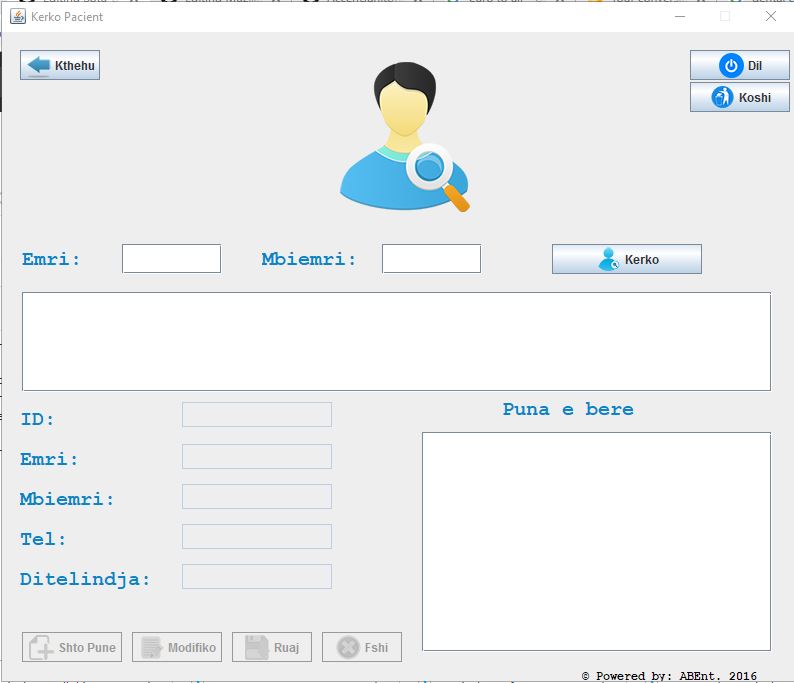 Kerko Pacient
Kthehu
Dil
Koshi
Emri:
Mbiemri:
Kerko
Puna e bere
ID:
Emri:
Mbiemri:
Tel:
Ditelindja:
Shto Pune
Modifiko
Ruaj
Fshi
© Powered by: ABEnt. 2016